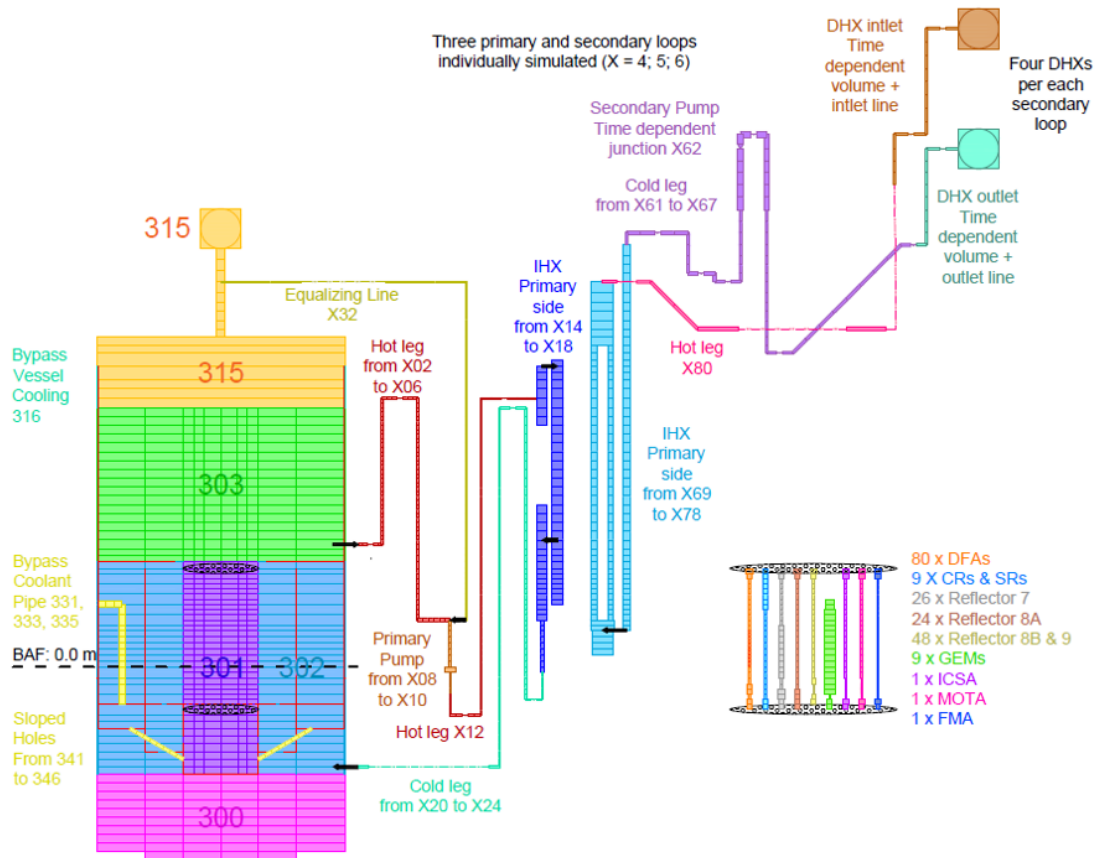 Three primary and secondary loops
individually simulated (X = 4; 5; 6)
DHX intlet
Time
dependent
volume +
intlet line
Four DHXs
per each
secondary
loop
Secondary Pump
Time dependent
junction X62
Cold leg
from X61 to X67
DHX outlet
Time
dependent
volume +
outlet line
315
Equalizing Line
X32
IHX
Primary
side
from X14
to X18
Hot leg
from X02
to X06
Hot leg
X80
Bypass
Vessel
Cooling
316
315
303
IHX
Primary
side
from X69
to X78
Bypass
Coolant
Pipe 331,
333, 335
BAF: 0.0 m
301
302
Primary
Pump
from X08
to X10
Hot leg X12
Sloped
Holes
From 341
to 346
Cold leg
from X20 to X24
300
80 x DFAs
9 X CRs & SRs
26 x Reflector 7
24 x Reflector 8A
48 x Reflector 8B & 9
9 x GEMs
1 x ICSA
1 x MOTA
1 x FMA